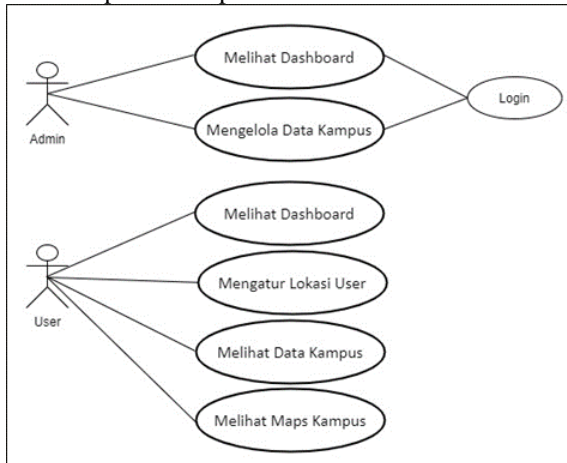 Melihat Dashboard
Login
Mengelola Data Kampus
Admin
Melihat Dashboard
Mengatur Lokasi User
User
Melihat Data Kampus
Melihat Maps Kampus